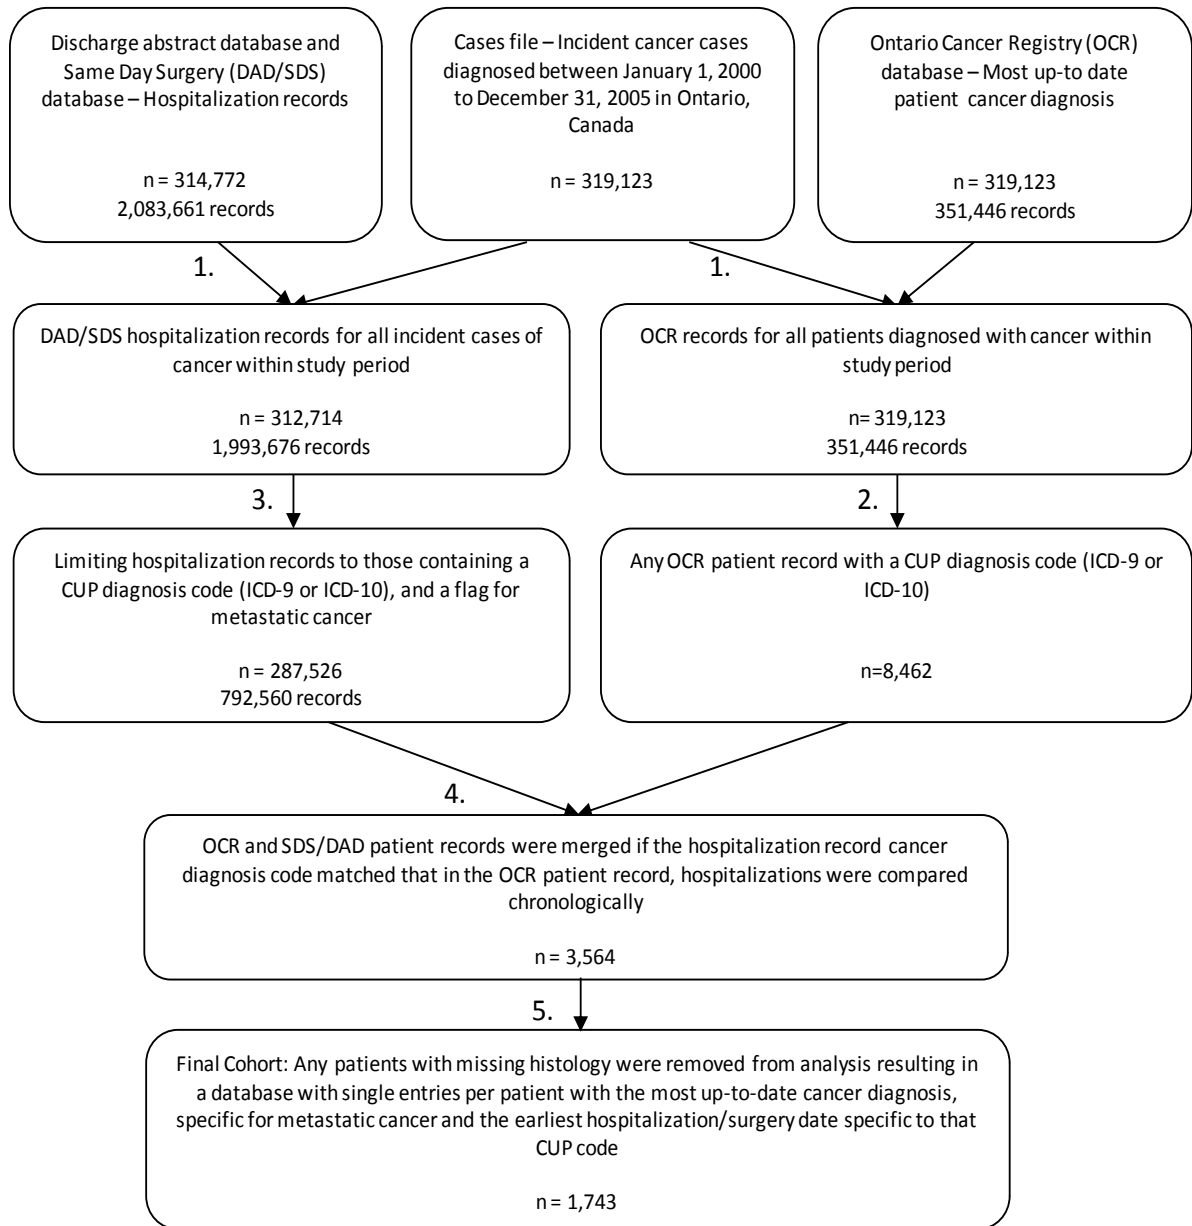 Discharge abstract database and
Same Day Surgery (DAD/SDS)
database – Hospitalization records
n = 314,772
2,083,661 records
Cases file – Incident cancer cases
diagnosed between January 1, 2000
to December 31, 2005 in Ontario,
Canada
n = 319,123
Ontario Cancer Registry (OCR)
database – Most up-to date
patient cancer diagnosis
n = 319,123
351,446 records
1.
1.
DAD/SDS hospitalization records for all incident cases of
cancer within study period
n = 312,714
1,993,676 records
OCR records for all patients diagnosed with cancer within
study period
n= 319,123
351,446 records
3.
2.
Limiting hospitalization records to those containing a
CUP diagnosis code (ICD-9 or ICD-10), and a flag for
metastatic cancer
n = 287,526
792,560 records
Any OCR patient record with a CUP diagnosis code (ICD-9 or
ICD-10)
n=8,462
4.
OCR and SDS/DAD patient records were merged if the hospitalization record cancer
diagnosis code matched that in the OCR patient record, hospitalizations were compared
chronologically
n = 3,564
5.
Final Cohort: Any patients with missing histology were removed from analysis resulting in
a database with single entries per patient with the most up-to-date cancer diagnosis,
specific for metastatic cancer and the earliest hospitalization/surgery date specific to that
CUP code
n = 1,743